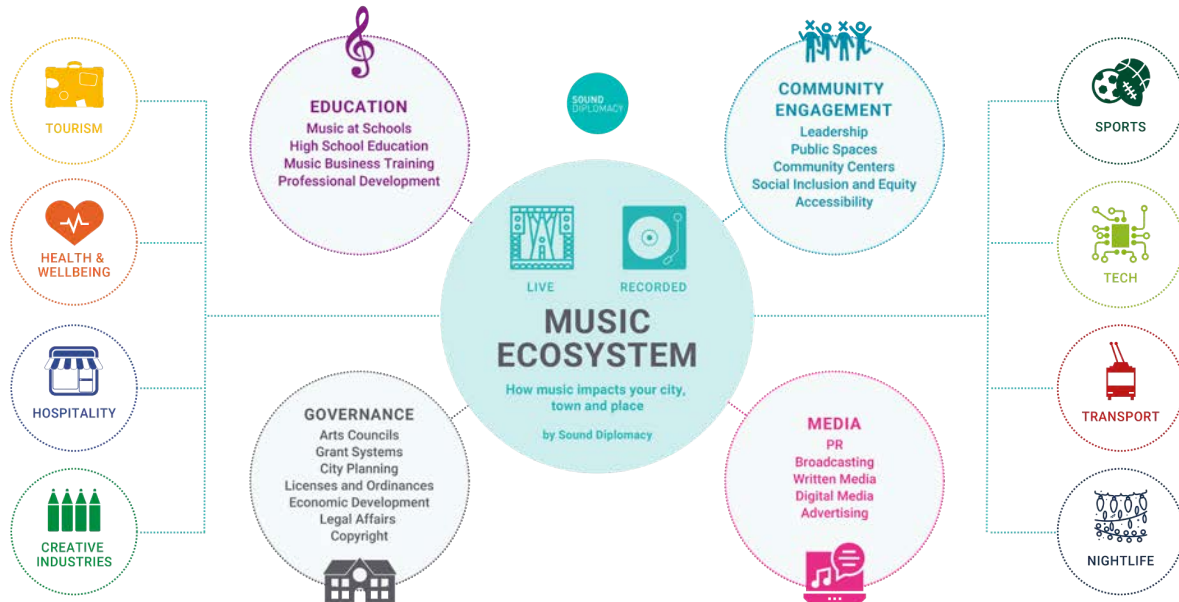 TOURISM
HEALTH &
WELLBEING
HOSPITALITY
CREATIVE
INDUSTRIES
EDUCATION
Music at Schools
High School Education
Music Business Training
Professional Development
GOVERNANCE
Arts Councils
Grant Systems
City Planning
Licenses and Ordinances
Economic Development
Legal Affairs
Copyright
SOUND
DIPLOMACY
LIVE
RECORDED
MUSIC
ECOSYSTEM
How music impacts your city,
town and place
by Sound Diplomacy
COMMUNITY
ENGAGEMENT
Leadership
Public Spaces
Community Centers
Social Inclusion and Equity
Accessibility
MEDIA
PR
Broadcasting
Written Media
Digital Media
Advertising
SPORTS
TECH
TRANSPORT
NIGHTLIFE